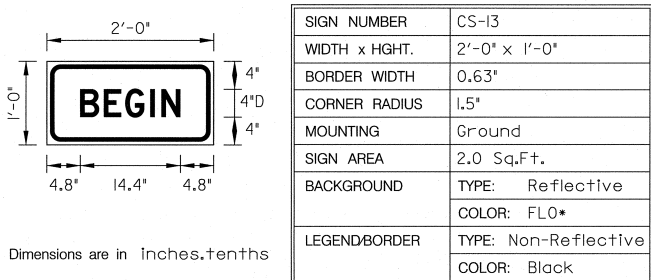 2'-0"
1'-0"
BEGIN
4"
4"D
4"
4.8" 14.4" 4.8"
Dimensions are in inches.tenths
SIGN NUMBER CS-13
WIDTH x HGHT. 2'-0" x 1'-0"
BORDER WIDTH 0.63"
CORNER RADIUS 1.5"
MOUNTING Ground
SIGN AREA 2.0 Sq.Ft.
BACKGROUND TYPE: Reflective
COLOR: FLO*
LEGEND/BORDER TYPE: Non-Reflective
COLOR: Black